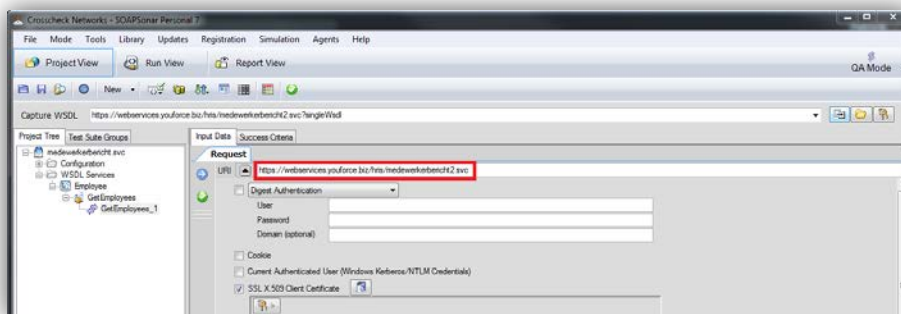 Crosscheck Networks - SOAPSonar Personal 7
File Mode Tools Library Updates Registration Simulation Agents Help
Project View Run View Report View
QA Mode
New
Capture WSDL https://webservices.youforce.biz/hris/medewerkerbericht2.svc?singleWsdl
Project Tree Test Suite Groups Input Data Success Criteria
medewerkerbericht.svc
Configuration
WSDL Services
Employee
GetEmployees
GetEmployees_1
Request
URI https://webservices.youforce.biz/hris/medewerkerbericht2.svc
Digest Authentication
User
Password
Domain (optional)
Cookie
Current Authenticated User (Windows Kerberos/NTLM Credentials)
SSL X.509 Client Certificate